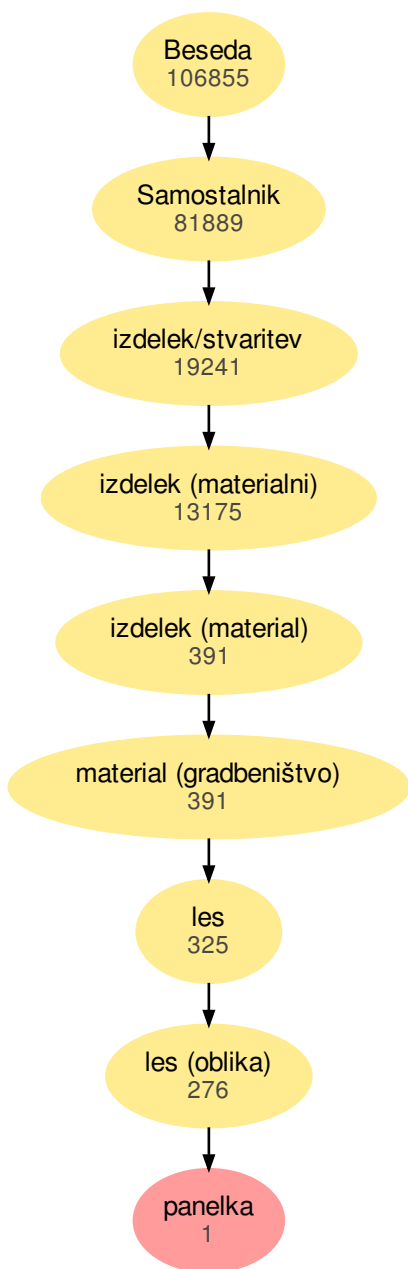 Beseda
106855
Samostalnik
81889
izdelek/stvaritev
19241
izdelek (materialni)
13175
izdelek (material)
391
material (gradbeništvo)
391
les
325
les (oblika)
276
panelka
1